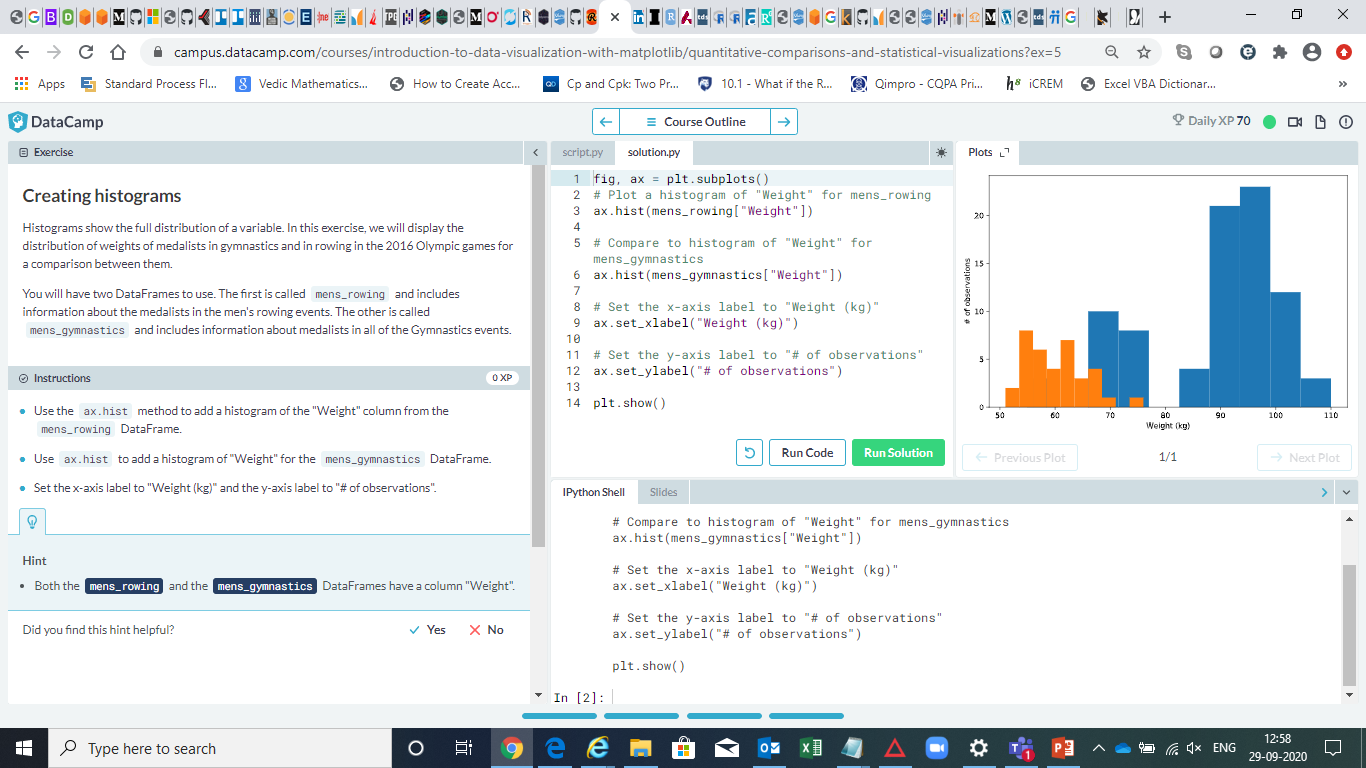 campus.datacamp.com/courses/introduction-to-data-visualization-with-matplotlib/quantitative-comparisons-and-statistical-visualizations?ex=5
Apps
Standard Process Fl...
Vedic Mathematics...
How to Create Acc...
Cp and Cpk: Two Pr...
10.1 - What if the R...
Qimpro - CQPA Pri...
iCREM
Excel VBA Dictionar...
»
DataCamp
Course Outline
Daily XP 70
Exercise
Creating histograms
Histograms show the full distribution of a variable. In this exercise, we will display the
distribution of weights of medalists in gymnastics and in rowing in the 2016 Olympic games for
a comparison between them.
You will have two DataFrames to use. The first is called mens_rowing and includes
information about the medalists in the men's rowing events. The other is called
mens_gymnastics and includes information about medalists in all of the Gymnastics events.
Instructions
0 XP
• Use the ax.hist method to add a histogram of the "Weight" column from the
mens_rowing DataFrame.
• Use ax.hist to add a histogram of "Weight" for the mens_gymnastics DataFrame.
• Set the x-axis label to "Weight (kg)" and the y-axis label to "# of observations".
Hint
• Both the mens_rowing and the mens_gymnastics DataFrames have a column "Weight".
Did you find this hint helpful?
Yes
No
script.py
solution.py
1 fig, ax = plt.subplots()
2 # Plot a histogram of "Weight" for mens_rowing
3 ax.hist(mens_rowing["Weight"])
4
5 # Compare to histogram of "Weight" for
mens_gymnastics
6 ax.hist(mens_gymnastics["Weight"])
7
8 # Set the x-axis label to "Weight (kg)"
9 ax.set_xlabel("Weight (kg)")
10
11 # Set the y-axis label to "# of observations"
12 ax.set_ylabel("# of observations")
13
14 plt.show()
Run Code
Run Solution
Plots
# of observations
20
15
10
5
0
50 60 70 80 90 100 110
Weight (kg)
Previous Plot
1/1
Next Plot
IPython Shell
Slides
# Compare to histogram of "Weight" for mens_gymnastics
ax.hist(mens_gymnastics["Weight"])
# Set the x-axis label to "Weight (kg)"
ax.set_xlabel("Weight (kg)")
# Set the y-axis label to "# of observations"
ax.set_ylabel("# of observations")
plt.show()
In [2]:
Type here to search
ENG
12:58
29-09-2020